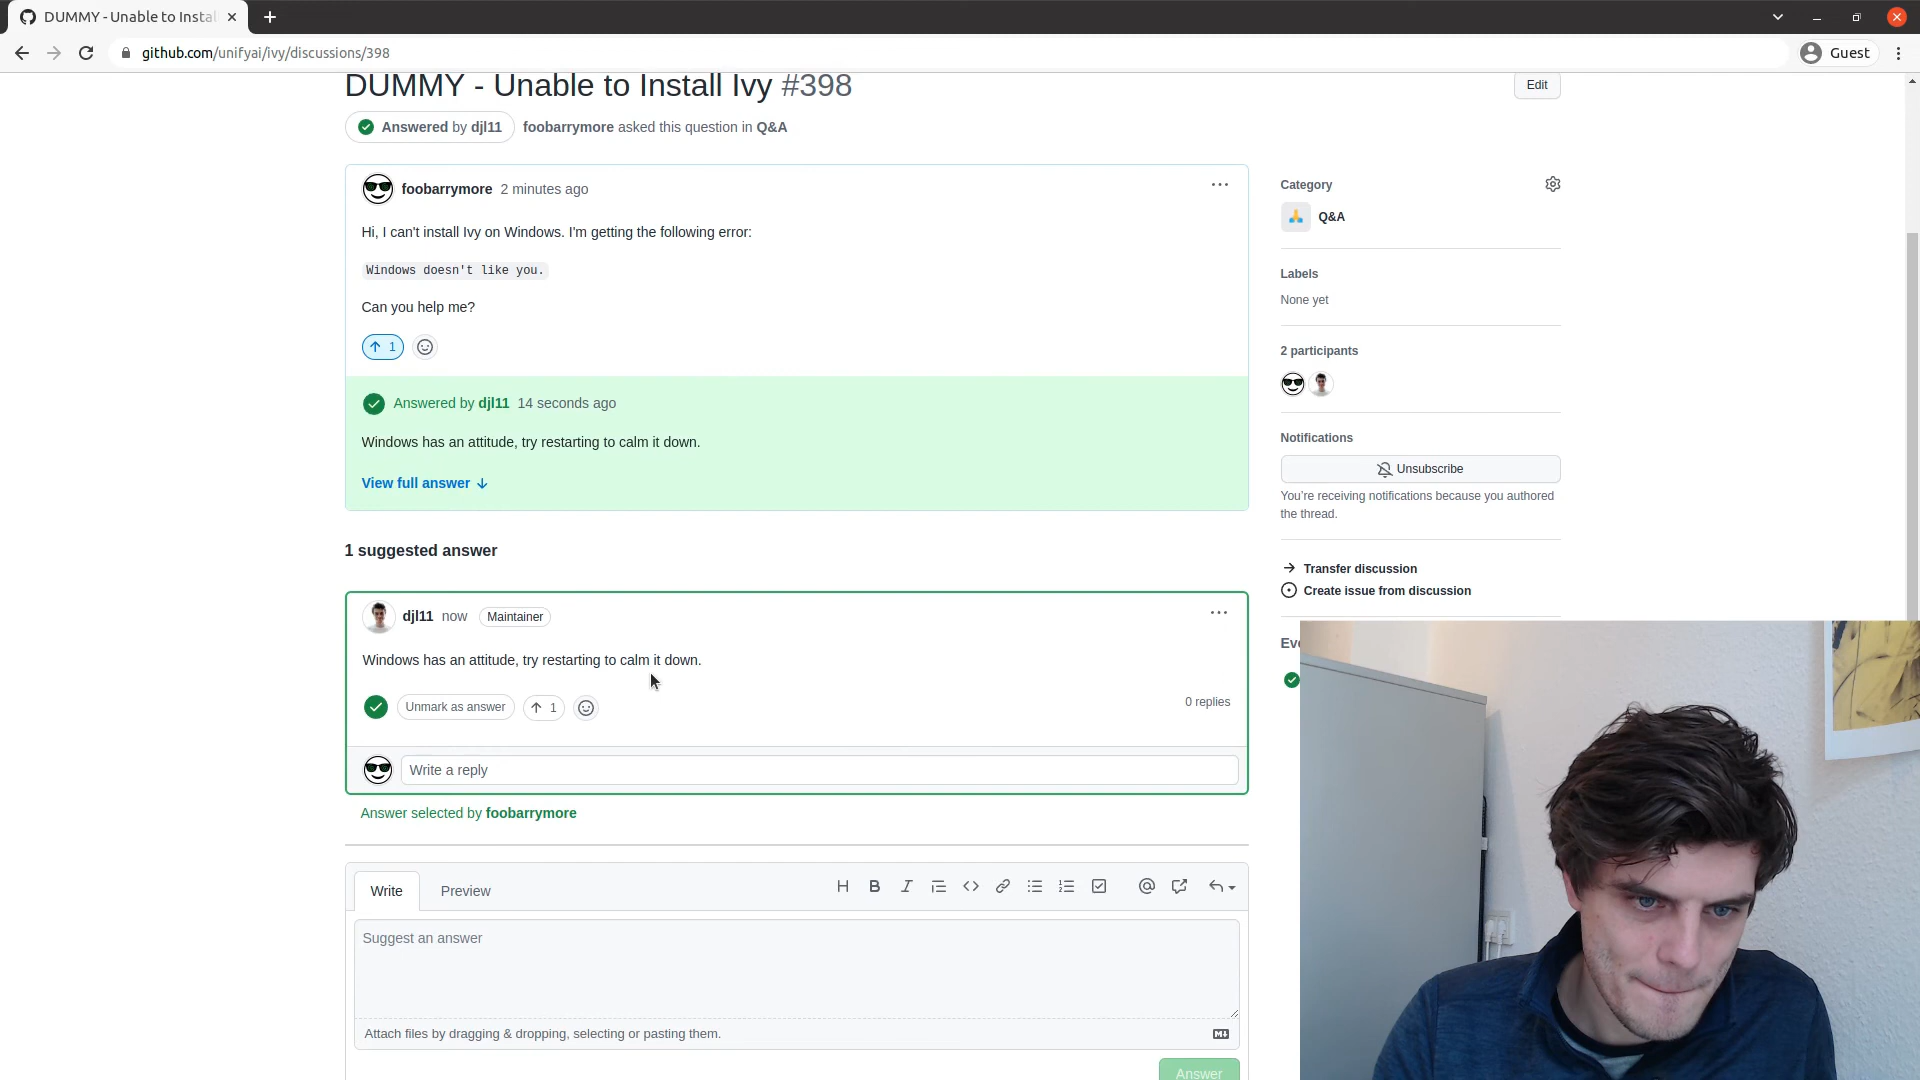 DUMMY - Unable to Instal
github.com/unifyai/ivy/discussions/398
Guest
DUMMY - Unable to Install Ivy #398
Edit
Answered by djl11
foobarrymore asked this question in Q&A
foobarrymore 2 minutes ago
Hi, I can't install Ivy on Windows. I'm getting the following error:
Windows doesn't like you.
Can you help me?
1
Answered by djl11 14 seconds ago
Windows has an attitude, try restarting to calm it down.
View full answer
1 suggested answer
djl11 now Maintainer
Windows has an attitude, try restarting to calm it down.
Unmark as answer
1
0 replies
Write a reply
Answer selected by foobarrymore
Write
Preview
Suggest an answer
Attach files by dragging & dropping, selecting or pasting them.
Answer
Category
Q&A
Labels
None yet
2 participants
Notifications
Unsubscribe
You're receiving notifications because you authored
the thread.
Transfer discussion
Create issue from discussion